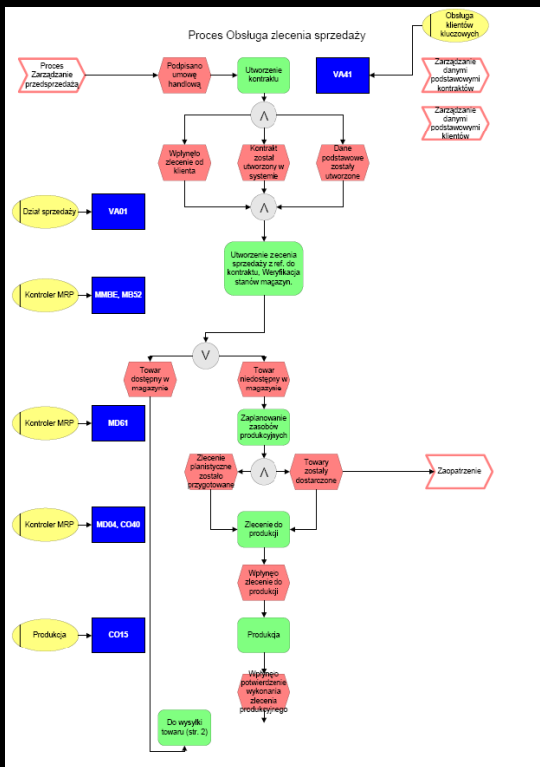 Proces Obsługa zlecenia sprzedaży
Obsługa
klientów
kluczowych
Proces
Zarządzanie
przedsprzedażą
Podpisano
umowę
handlową
Utworzenie
kontraktu
VA41
Zarządzanie
danymi
podstawowymi
kontraktów
Zarządzanie
danymi
podstawowymi
klientów
Λ
Wpłynęło
zlecenie od
klienta
Kontrakt
został
utworzony w
systemie
Dane
podstawowe
zostały
utworzone
Λ
Dział sprzedaży
VA01
Utworzenie zecenia
sprzedaży z ref. do
kontraktu, Weryfikacja
stanów magazyn.
Kontroler MRP
MMBE, MB52
V
Towar
dostępny w
magazynie
Towar
niedostępny w
magazynie
Kontroler MRP
MD61
Zaplanowanie
zasobów
produkcyjnych
Zlecenie
planistyczne
zostało
przygotowane
Λ
Towary
zostały
dostarczone
Zaopatrzenie
Kontroler MRP
MD04, CO40
Zlecenie do
produkcji
Wpłynęło
zlecenie do
produkcji
Produkcja
CO15
Produkcja
Wpłynęło
potwierdzenie
wykonania
zlecenia
produkcyjnego
Do wysyłki
towaru (str. 2)